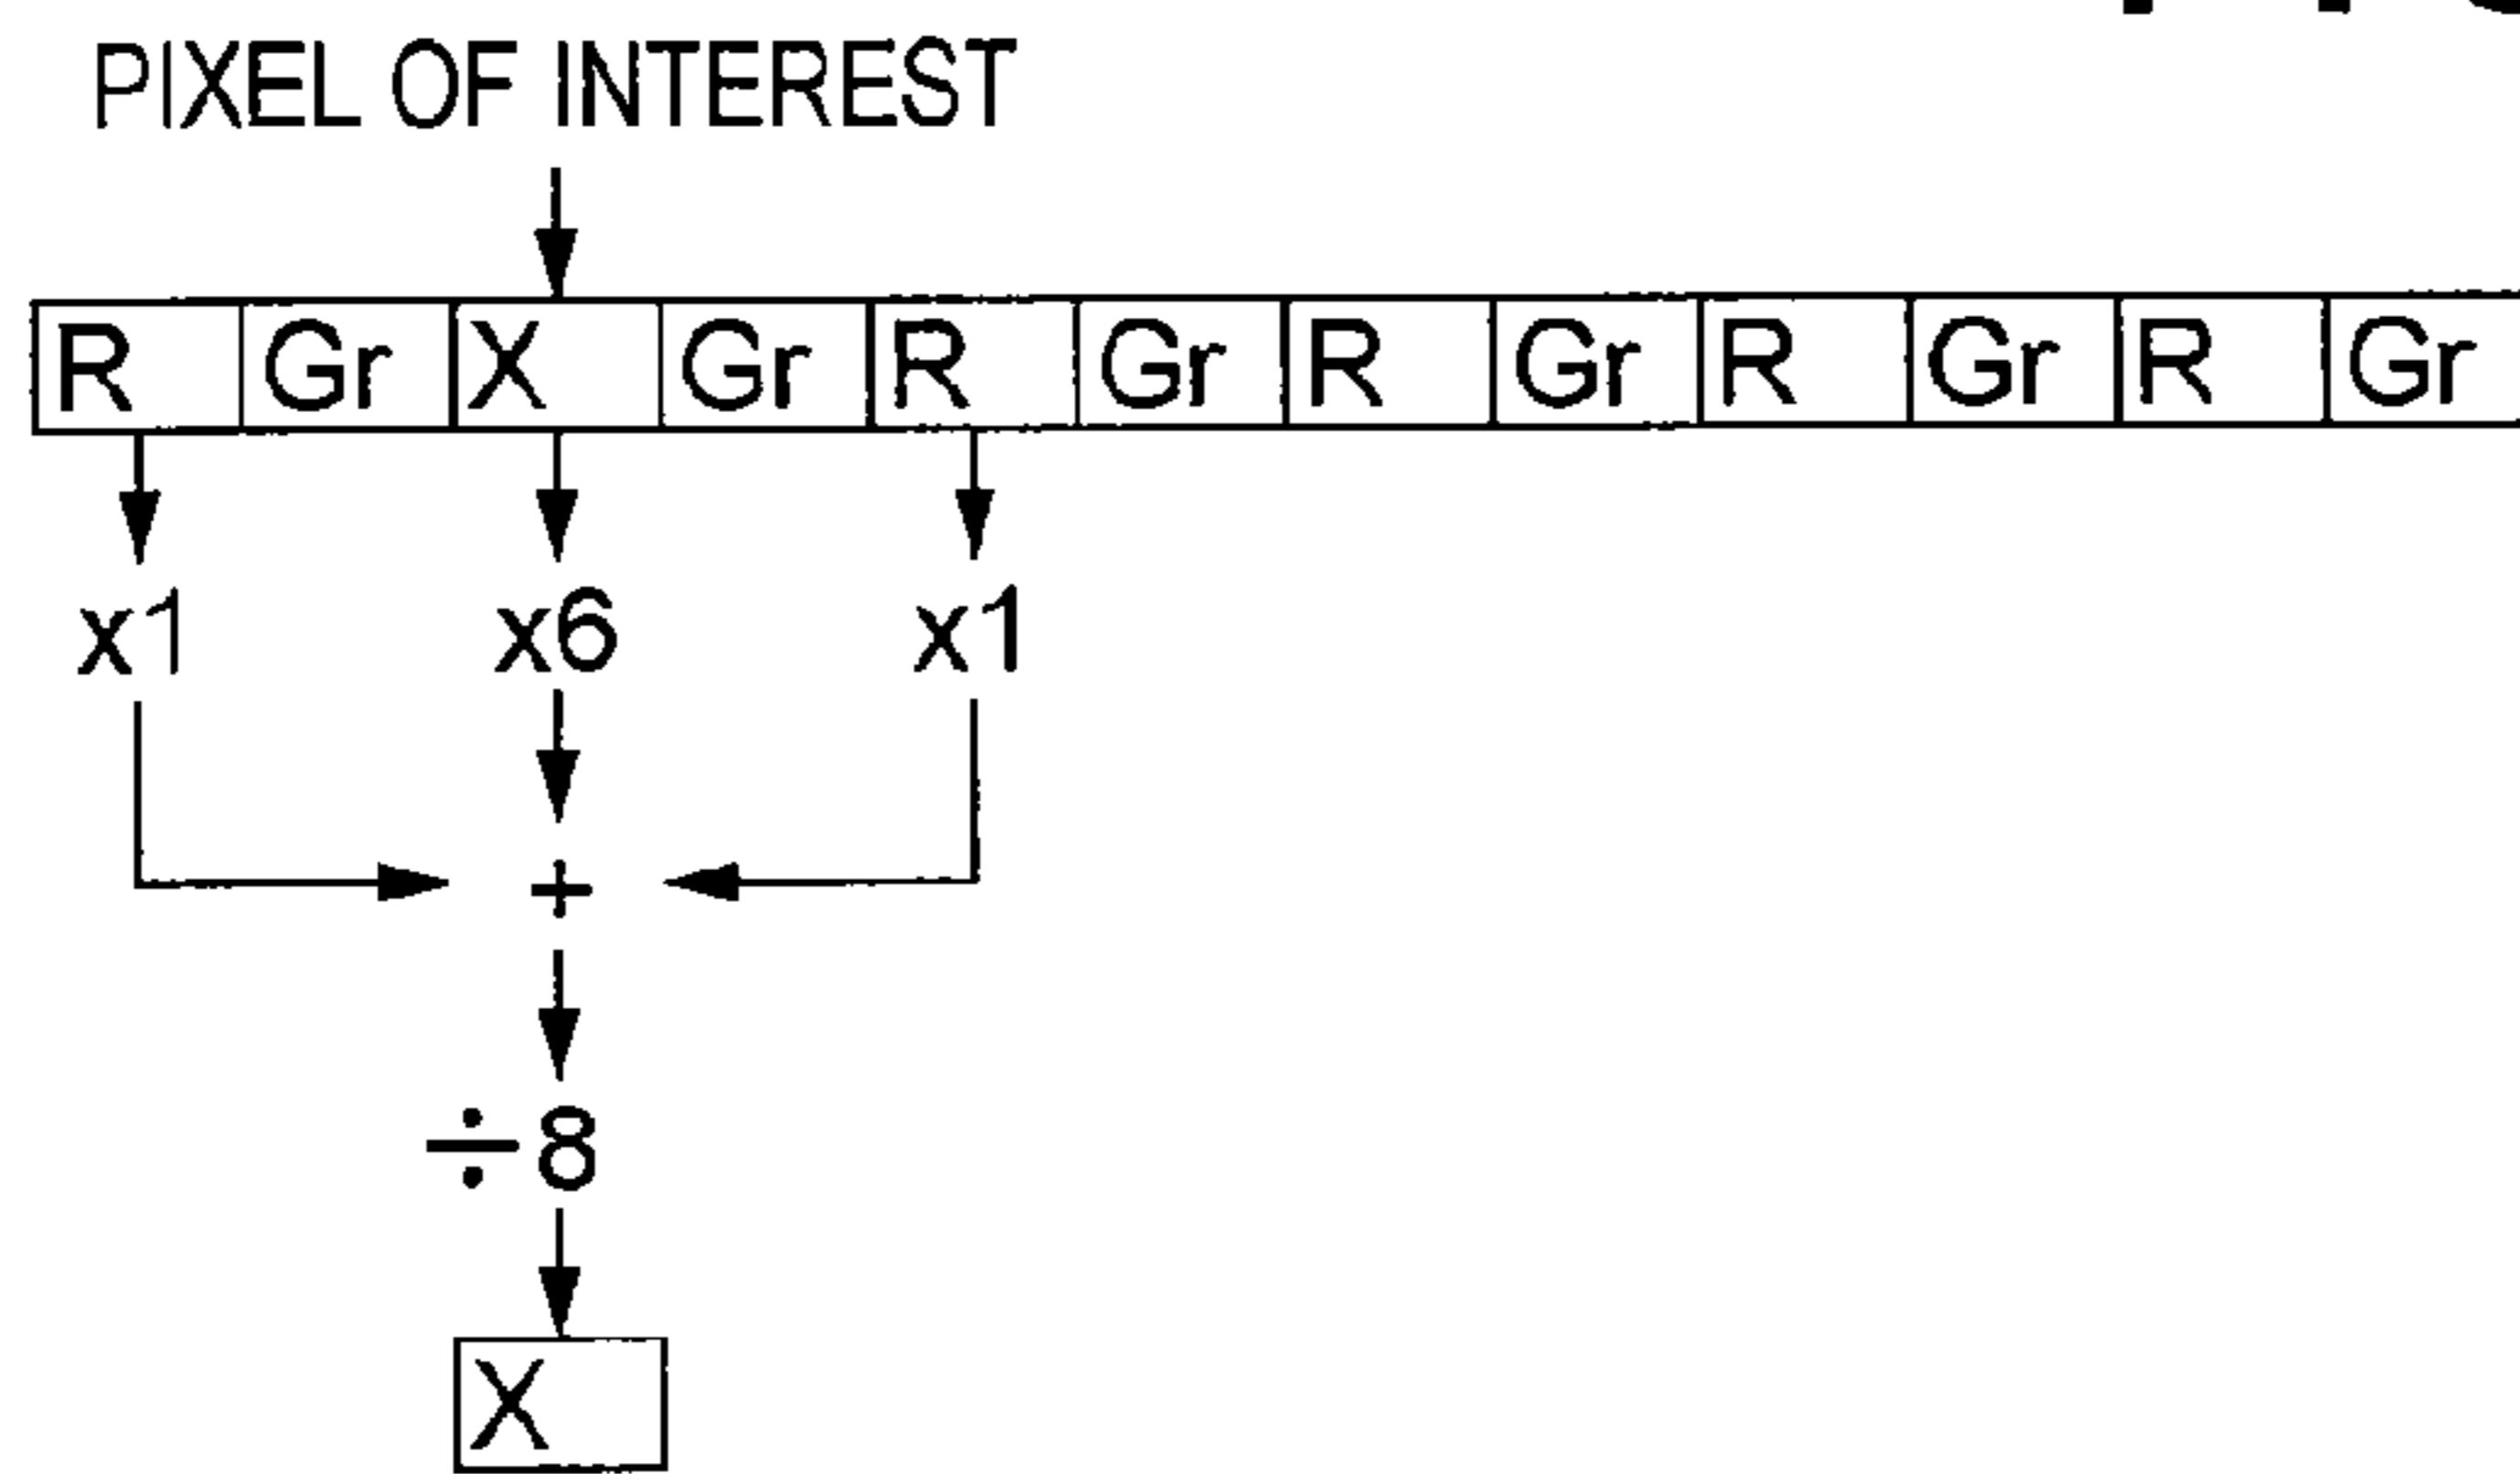 PIXEL OF INTEREST
R Gr X Gr R Gr R Gr R Gr R Gr
x1 x6 x1
+
÷8
X